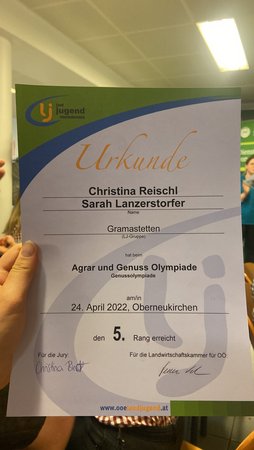 lj
jugend
Urkunde
Christina Reischl
Sarah Lanzerstorfer
Name
Gramastetten
(LJ-Gruppe)
hat beim
Agrar und Genuss Olympiade
Genussolympiade
am/in
24. April 2022, Oberneukirchen
den 5. Rang erreicht
Für die Jury: Für die Landwirtschaftskammer für OÖ:
www.ooelandjugend.at